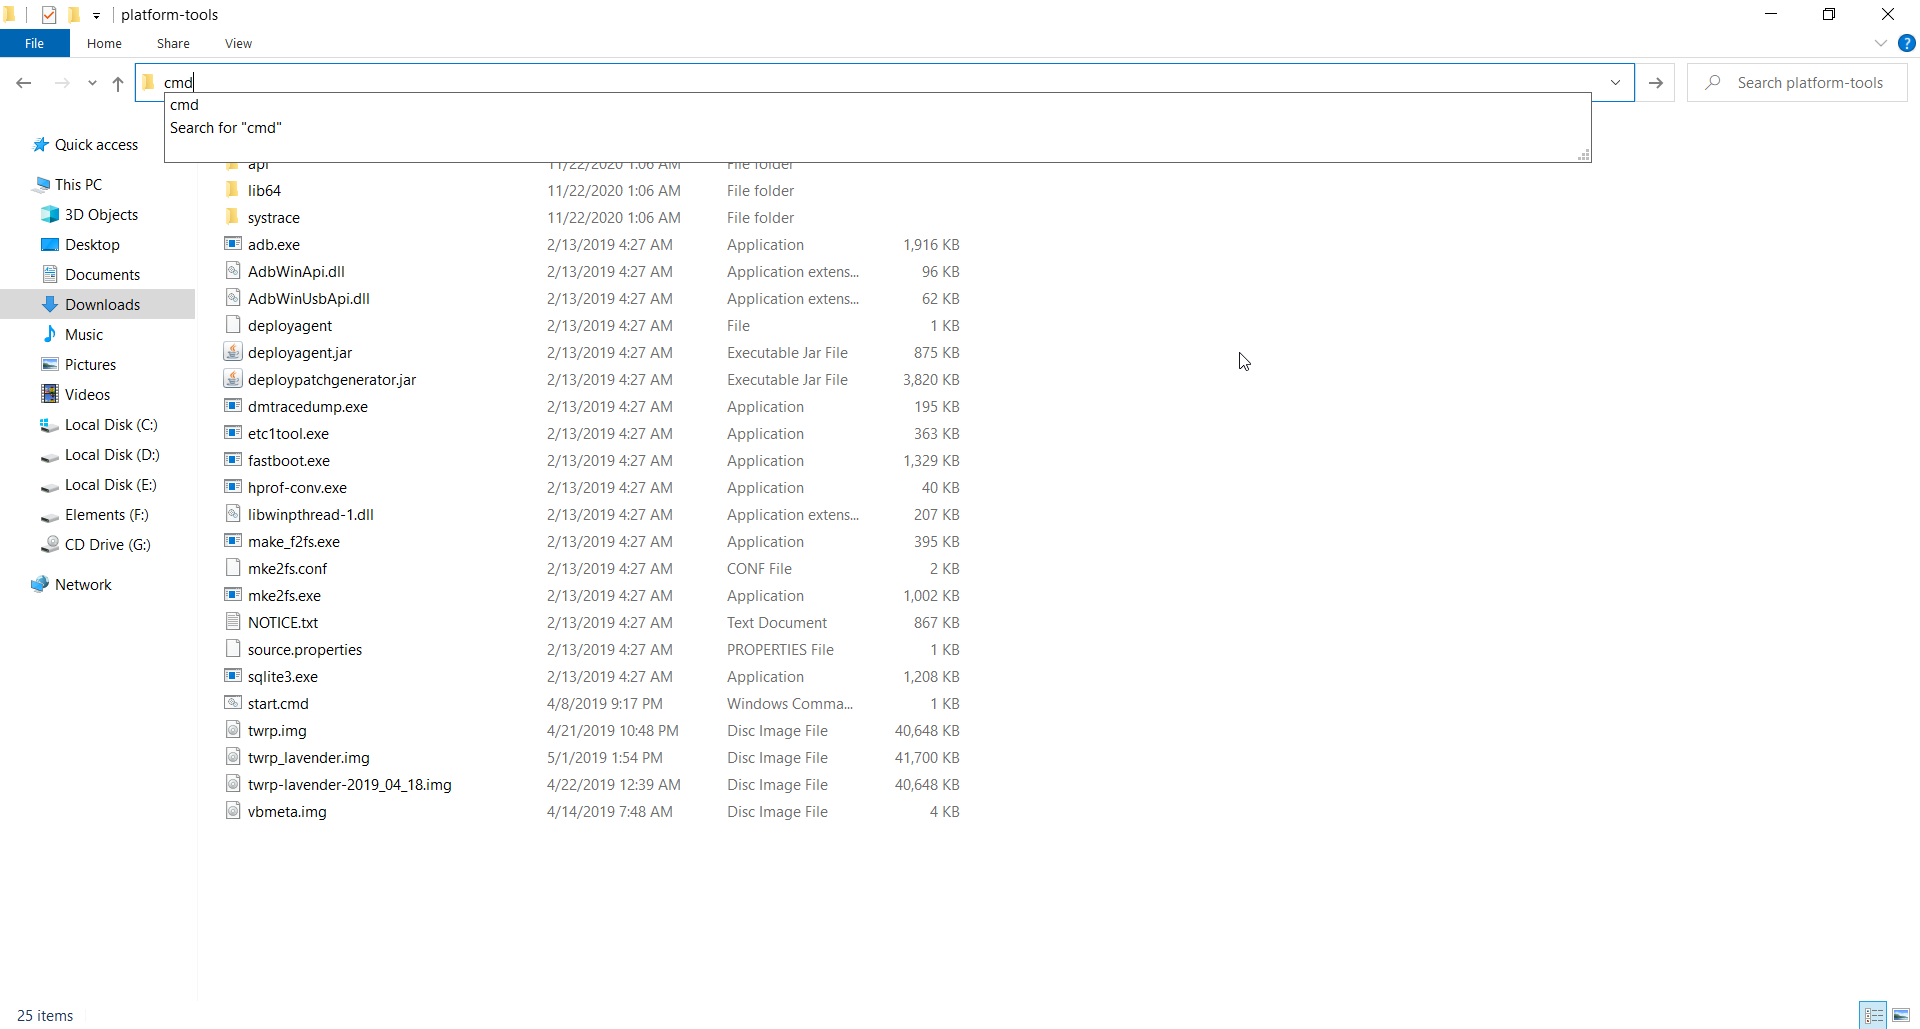 platform-tools
File Home Share View
cmd
Search platform-tools
cmd
Search for "cmd"
Quick access
This PC
3D Objects
Desktop
Documents
Downloads
Music
Pictures
Videos
Local Disk (C:)
Local Disk (D:)
Local Disk (E:)
Elements (F:)
CD Drive (G:)
Network
api 11/22/2020 1:06 AM File folder
lib64 11/22/2020 1:06 AM File folder
systrace 11/22/2020 1:06 AM File folder
adb.exe 2/13/2019 4:27 AM Application 1,916 KB
AdbWinApi.dll 2/13/2019 4:27 AM Application extens... 96 KB
AdbWinUsbApi.dll 2/13/2019 4:27 AM Application extens... 62 KB
deployagent 2/13/2019 4:27 AM File 1 KB
deployagent.jar 2/13/2019 4:27 AM Executable Jar File 875 KB
deploypatchgenerator.jar 2/13/2019 4:27 AM Executable Jar File 3,820 KB
dmtracedump.exe 2/13/2019 4:27 AM Application 195 KB
etc1tool.exe 2/13/2019 4:27 AM Application 363 KB
fastboot.exe 2/13/2019 4:27 AM Application 1,329 KB
hprof-conv.exe 2/13/2019 4:27 AM Application 40 KB
libwinpthread-1.dll 2/13/2019 4:27 AM Application extens... 207 KB
make_f2fs.exe 2/13/2019 4:27 AM Application 395 KB
mke2fs.conf 2/13/2019 4:27 AM CONF File 2 KB
mke2fs.exe 2/13/2019 4:27 AM Application 1,002 KB
NOTICE.txt 2/13/2019 4:27 AM Text Document 867 KB
source.properties 2/13/2019 4:27 AM PROPERTIES File 1 KB
sqlite3.exe 2/13/2019 4:27 AM Application 1,208 KB
start.cmd 4/8/2019 9:17 PM Windows Comma... 1 KB
twrp.img 4/21/2019 10:48 PM Disc Image File 40,648 KB
twrp_lavender.img 5/1/2019 1:54 PM Disc Image File 41,700 KB
twrp-lavender-2019_04_18.img 4/22/2019 12:39 AM Disc Image File 40,648 KB
vbmeta.img 4/14/2019 7:48 AM Disc Image File 4 KB
25 items